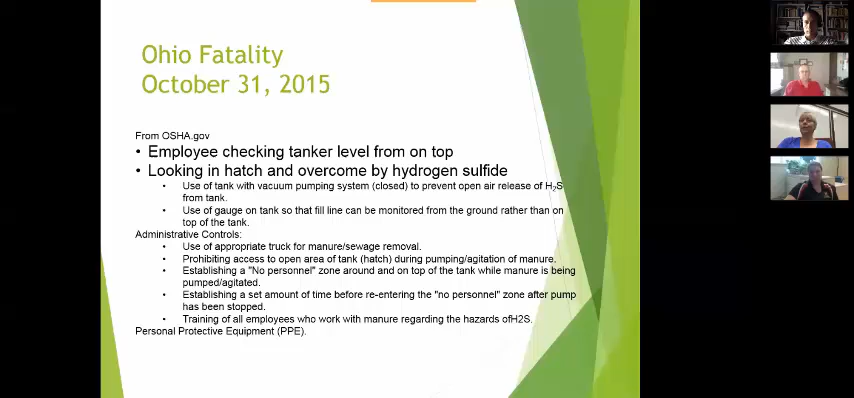 Ohio Fatality
October 31, 2015
From OSHA.gov
• Employee checking tanker level from on top
• Looking in hatch and overcome by hydrogen sulfide
• Use of tank with vacuum pumping system (closed) to prevent open air release of H₂S
from tank.
• Use of gauge on tank so that fill line can be monitored from the ground rather than on
top of the tank.
Administrative Controls:
• Use of appropriate truck for manure/sewage removal.
• Prohibiting access to open area of tank (hatch) during pumping/agitation of manure.
• Establishing a "No personnel" zone around and on top of the tank while manure is being
pumped/agitated.
• Establishing a set amount of time before re-entering the "no personnel" zone after pump
has been stopped.
• Training of all employees who work with manure regarding the hazards ofH2S.
Personal Protective Equipment (PPE).